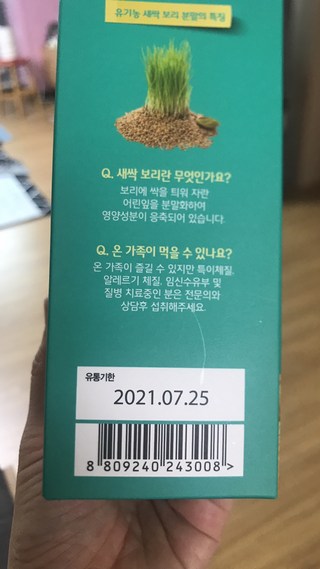 유기농 새싹 보리 분말의 특징
Q. 새싹 보리란 무엇인가요?
보리에 싹을 틔워 자란
어린잎을 분말화하여
영양성분이 응축되어 있습니다.
Q. 온 가족이 먹을 수 있나요?
온 가족이 즐길 수 있지만 특이체질,
알레르기 체질, 임신수유부 및
질병 치료중인 분은 전문의와
상담후 섭취해주세요.
유통기한
2021.07.25
8 809240 243008 >